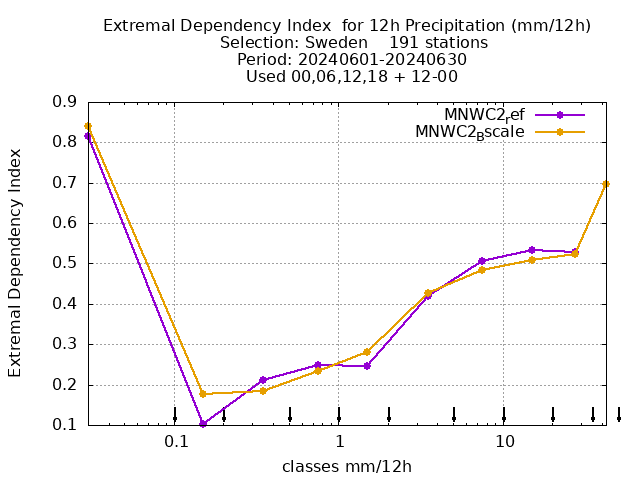 Extremal Dependency Index  for 12h Precipitation (mm/12h)
Selection: Sweden    191 stations
Period: 20240601-20240630
Used 00,06,12,18 + 12-00
MNWC2ref
MNWC2Bscale
Extremal Dependency Index
0.9
0.8
0.7
0.6
0.5
0.4
0.3
0.2
0.1
0.1 1 10
classes mm/12h